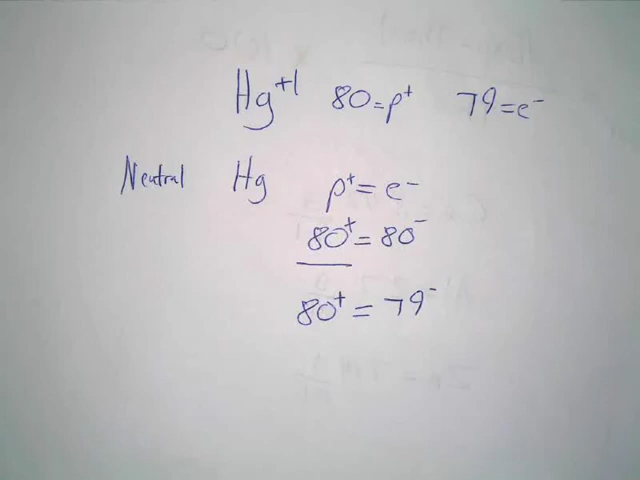 Hg⁺¹ 80=p⁺ 79=e⁻
Neutral Hg p⁺=e⁻
80⁺=80⁻
80⁺=79⁻